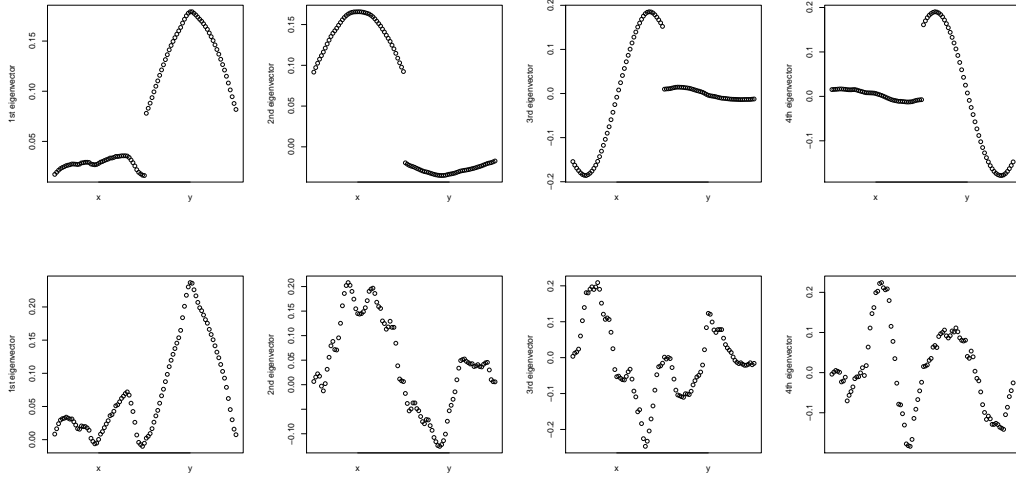 1st eigenvector
0.05
0.10
0.15
x
y
2nd eigenvector
0.00
0.05
0.10
0.15
x
y
3rd eigenvector
−0.2
−0.1
0.0
0.1
0.2
x
y
4th eigenvector
−0.1
0.0
0.1
0.2
x
y
1st eigenvector
0.00
0.05
0.10
0.15
0.20
x
y
2nd eigenvector
−0.10
0.00
0.05
0.10
0.15
0.20
x
y
3rd eigenvector
−0.2
−0.1
0.0
0.1
0.2
x
y
4th eigenvector
−0.1
0.0
0.1
0.2
x
y